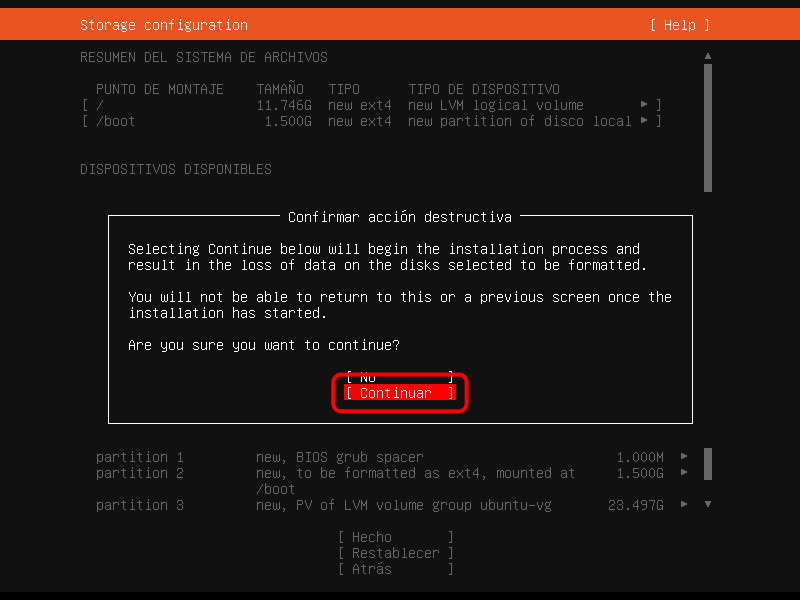 Storage configuration [ Help ]
RESUMEN DEL SISTEMA DE ARCHIVOS
PUNTO DE MONTAJE TAMAÑO TIPO TIPO DE DISPOSITIVO
[ / 11.746G new ext4 new LVM logical volume ▸ ]
[ /boot 1.500G new ext4 new partition of disco local ▸ ]
DISPOSITIVOS DISPONIBLES
Confirmar acción destructiva
Selecting Continue below will begin the installation process and
result in the loss of data on the disks selected to be formatted.
You will not be able to return to this or a previous screen once the
installation has started.
Are you sure you want to continue?
[ No ]
[ Continuar ]
partition 1 new, BIOS grub spacer 1.000M ▸
partition 2 new, to be formatted as ext4, mounted at 1.500G ▸
/boot
partition 3 new, PV of LVM volume group ubuntu-vg 23.497G ▸
[ Hecho ]
[ Restablecer ]
[ Atrás ]